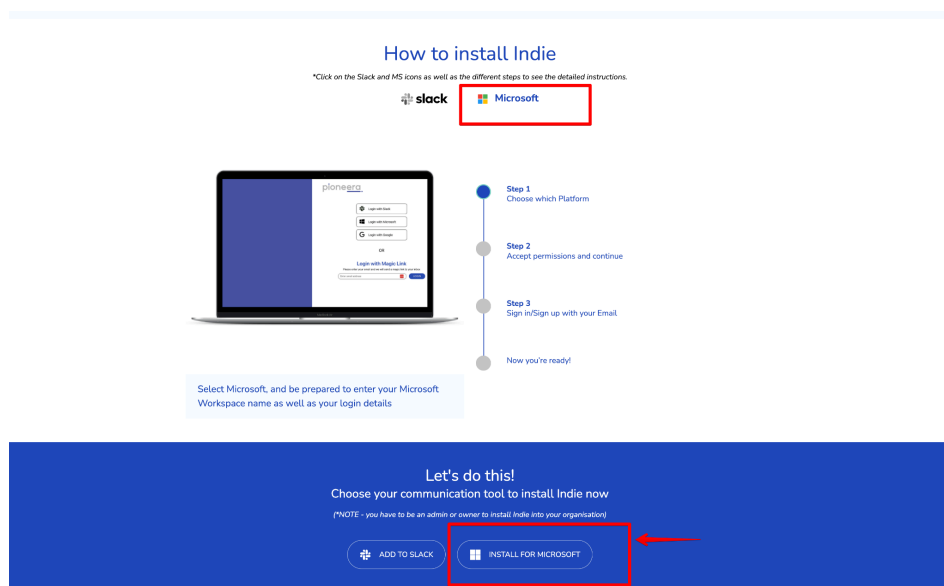 How to install Indie
*Click on the Slack and MS icons as well as the different steps to see the detailed instructions.
slack
Microsoft
pioneera
Login with Slack
Login with Microsoft
Login with Google
OR
Login with Magic Link
Step 1
Choose which Platform
Step 2
Accept permissions and continue
Step 3
Sign in/Sign up with your Email
Now you're ready!
Select Microsoft, and be prepared to enter your Microsoft
Workspace name as well as your login details
Let's do this!
Choose your communication tool to install Indie now
(*NOTE - you have to be an admin or owner to install Indie into your organisation)
ADD TO SLACK
INSTALL FOR MICROSOFT